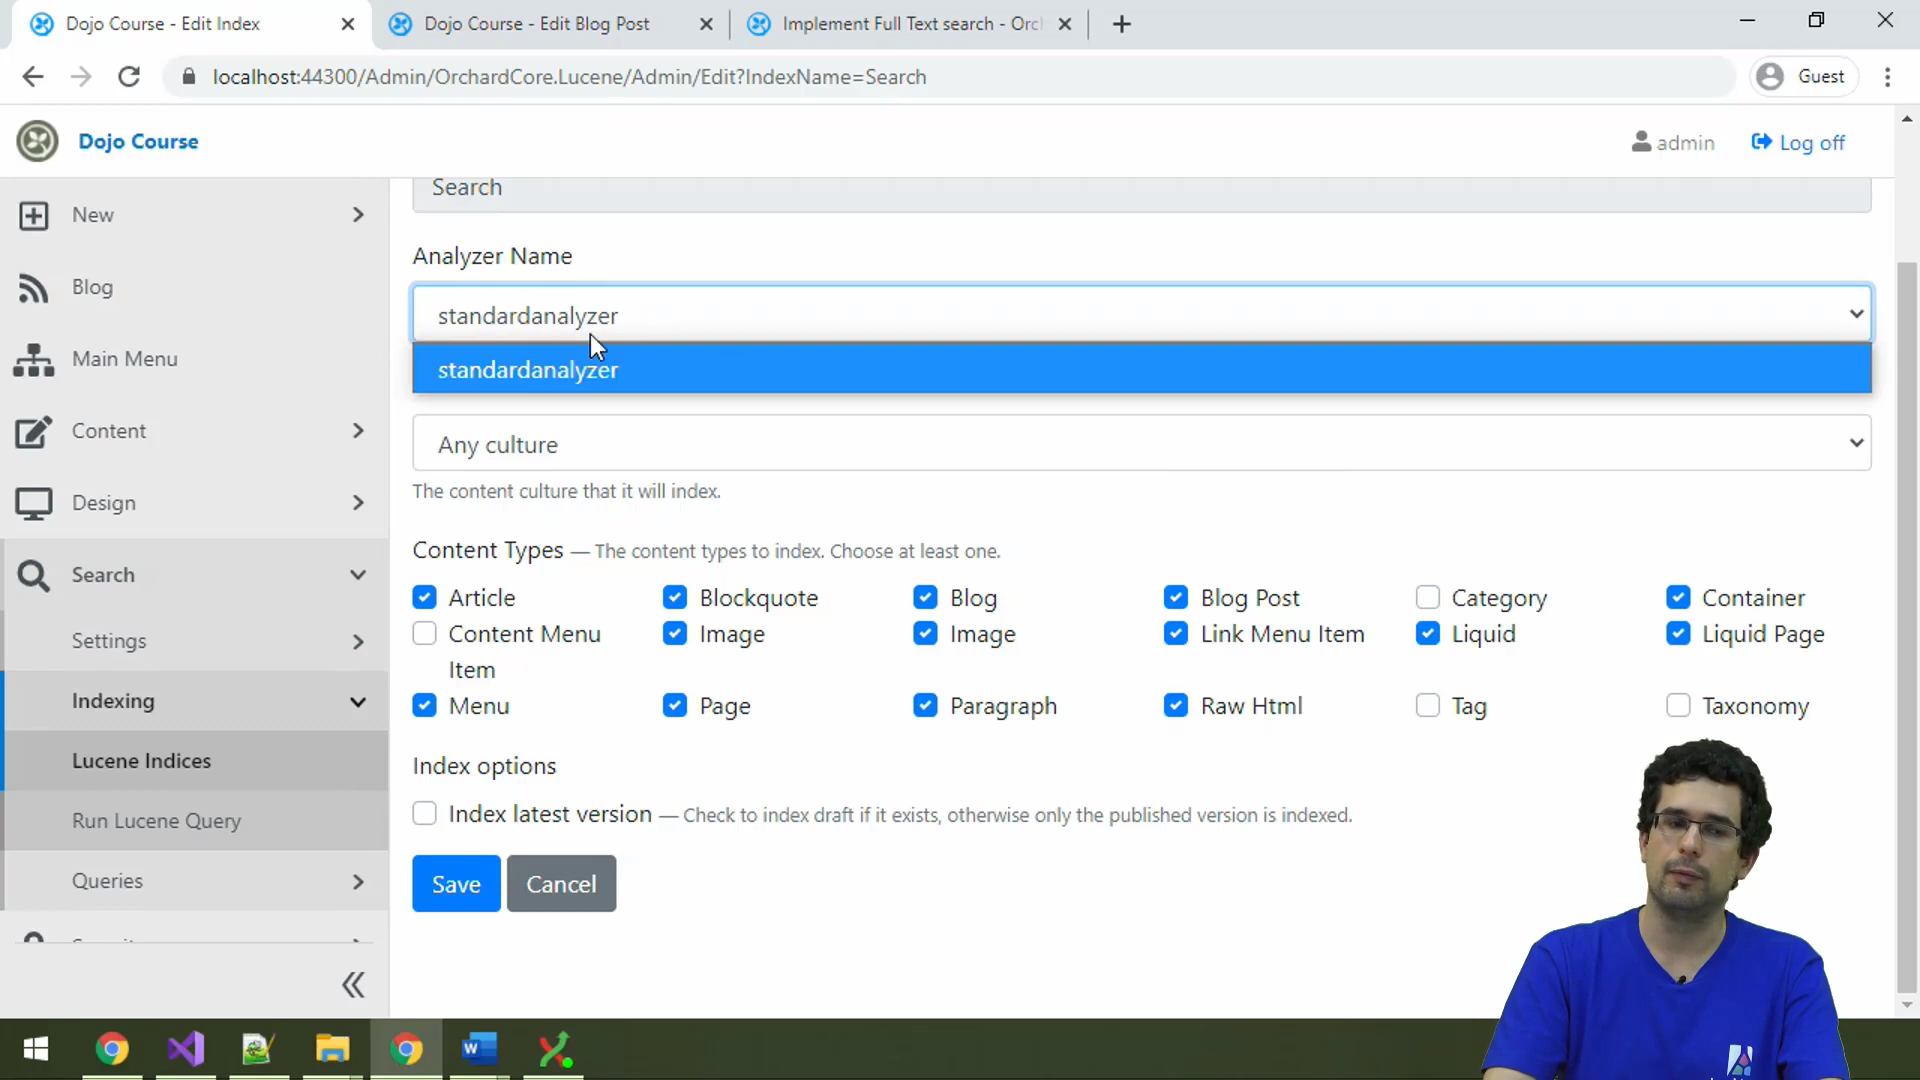 Dojo Course - Edit Index
Dojo Course - Edit Blog Post
Implement Full Text search - Orc
localhost:44300/Admin/OrchardCore.Lucene/Admin/Edit?IndexName=Search
Guest
Dojo Course
admin
Log off
New
Blog
Main Menu
Content
Design
Search
Settings
Indexing
Lucene Indices
Run Lucene Query
Queries
Search
Analyzer Name
standardanalyzer
standardanalyzer
Any culture
The content culture that it will index.
Content Types — The content types to index. Choose at least one.
Article Blockquote Blog Blog Post Category Container
Content Menu Item Image Image Link Menu Item Liquid Liquid Page
Menu Page Paragraph Raw Html Tag Taxonomy
Index options
Index latest version — Check to index draft if it exists, otherwise only the published version is indexed.
Save Cancel